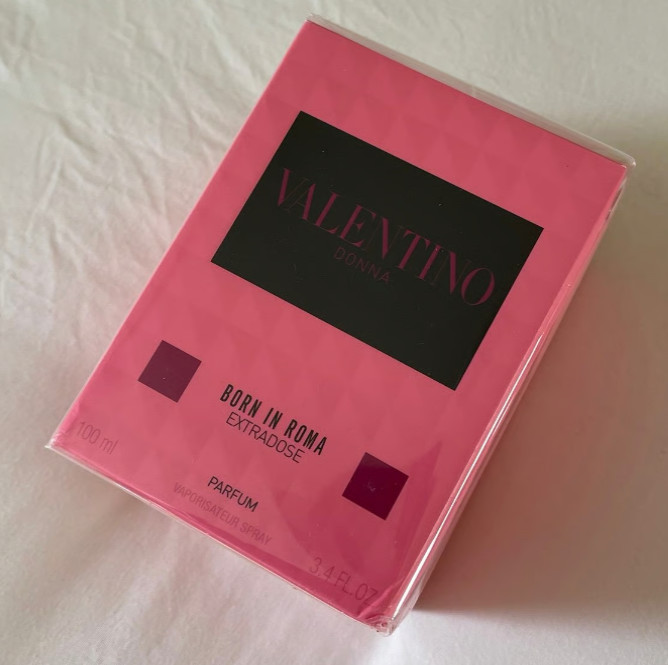 VALENTINO
DONNA
BORN IN ROMA
EXTRADOSE
100 ml
PARFUM
VAPORISATEUR SPRAY
3.4 FL.OZ